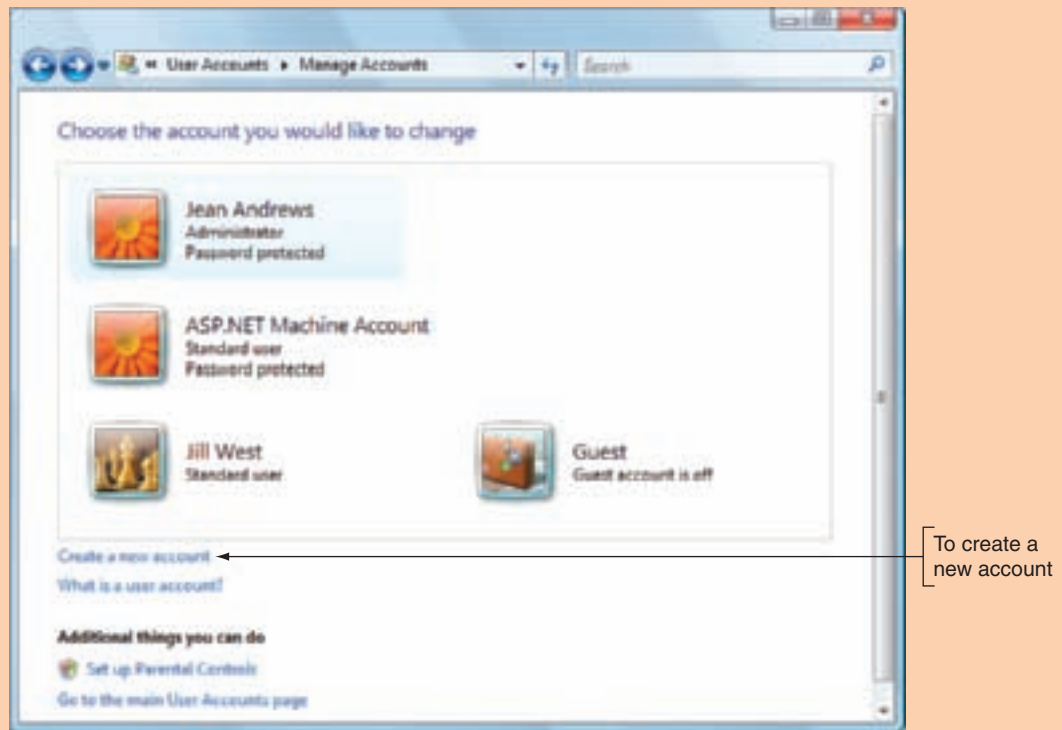 User Accounts ▸ Manage Accounts
Search
Choose the account you would like to change
Jean Andrews
Administrator
Password protected
ASP.NET Machine Account
Standard user
Password protected
Jill West
Standard user
Guest
Guest account is off
Create a new account
To create a
new account
What is a user account?
Additional things you can do
Set up Parental Controls
Go to the main User Accounts page